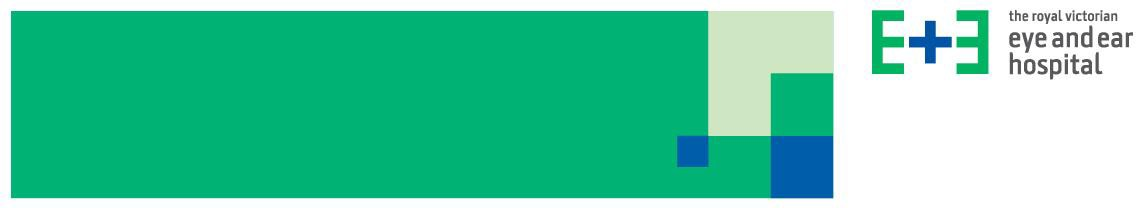 E+E
the royal victorian
eye and ear
hospital